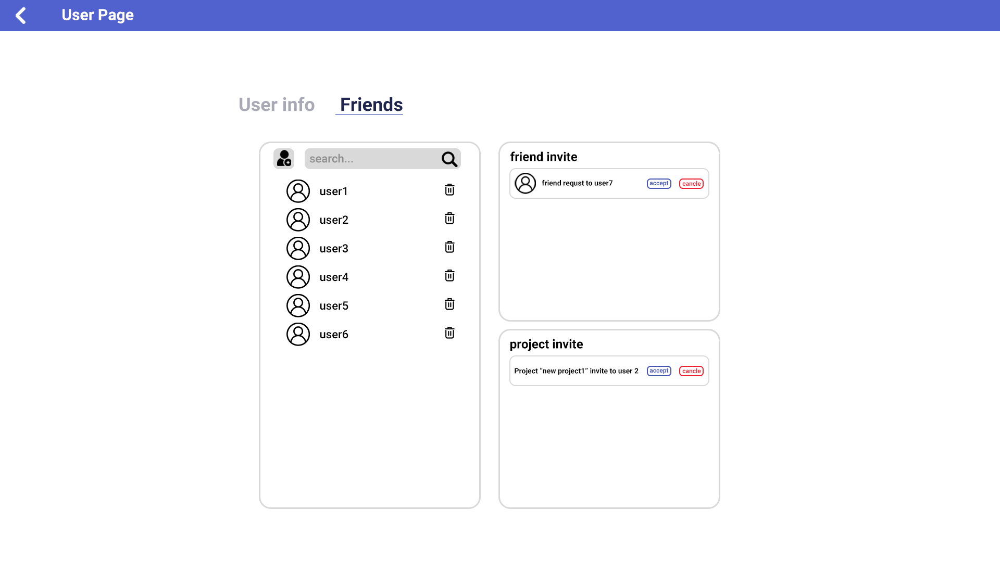 User Page
User info
Friends
search...
user1
user2
user3
user4
user5
user6
friend invite
friend requst to user7
accept
cancle
project invite
Project “new project1” invite to user 2
accept
cancle